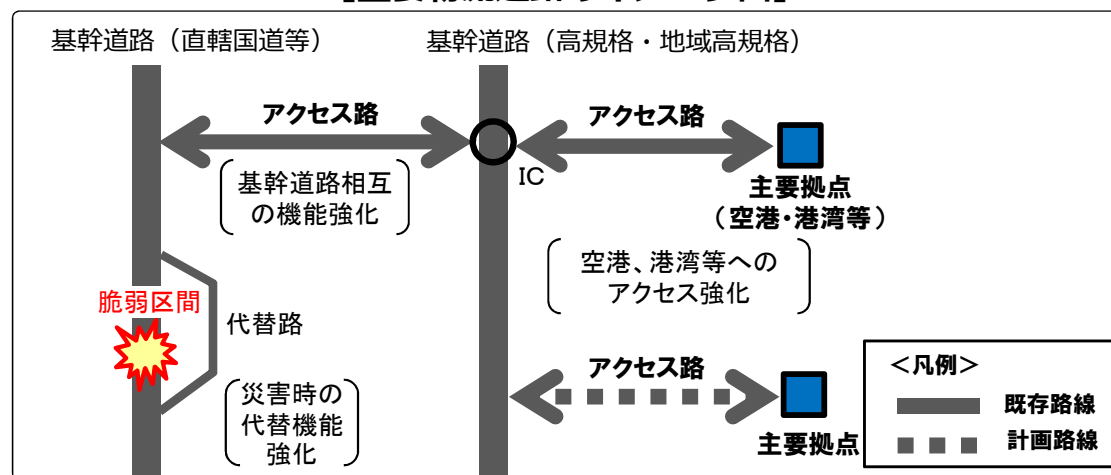 基幹道路（直轄国道等）
基幹道路（高規格・地域高規格）
アクセス路
アクセス路
IC
基幹道路相互
の機能強化
主要拠点
（空港・港湾等）
空港、港湾等への
アクセス強化
脆弱区間
代替路
災害時の
代替機能
強化
アクセス路
主要拠点
＜凡例＞
既存路線
計画路線